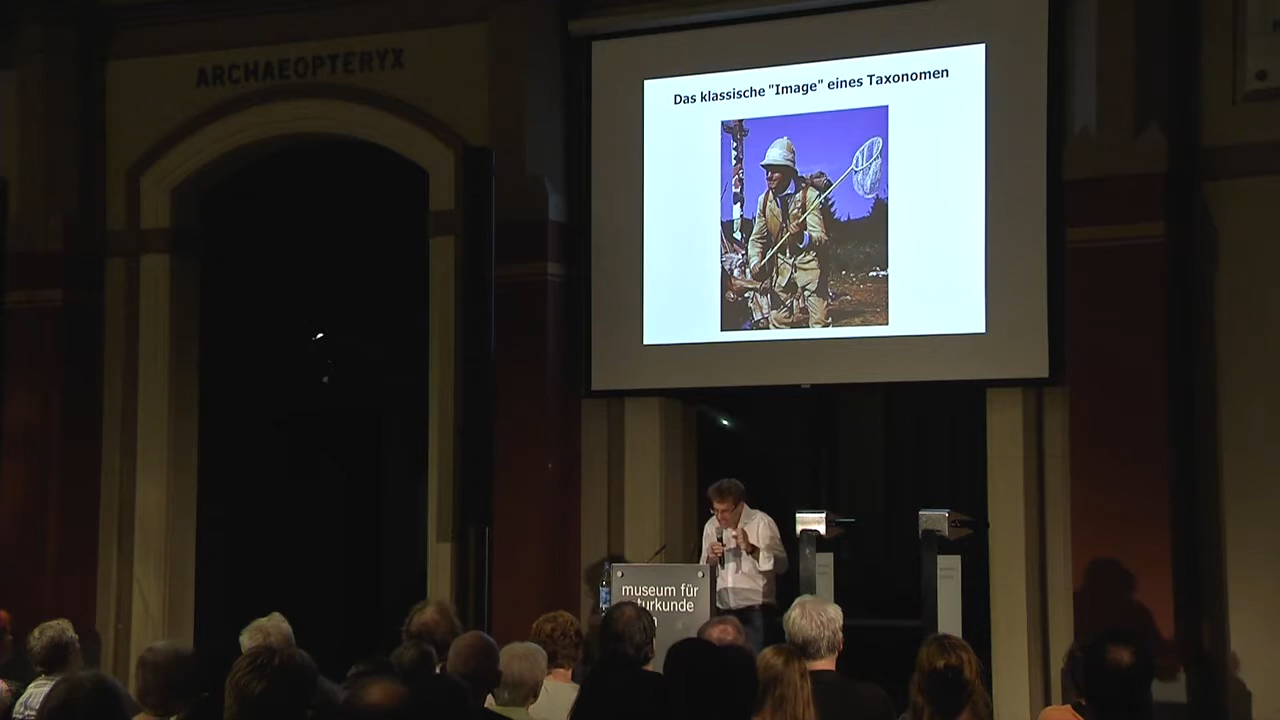 ARCHAEOPTERYX
Das klassische "Image" eines Taxonomen
museum für
turkunde